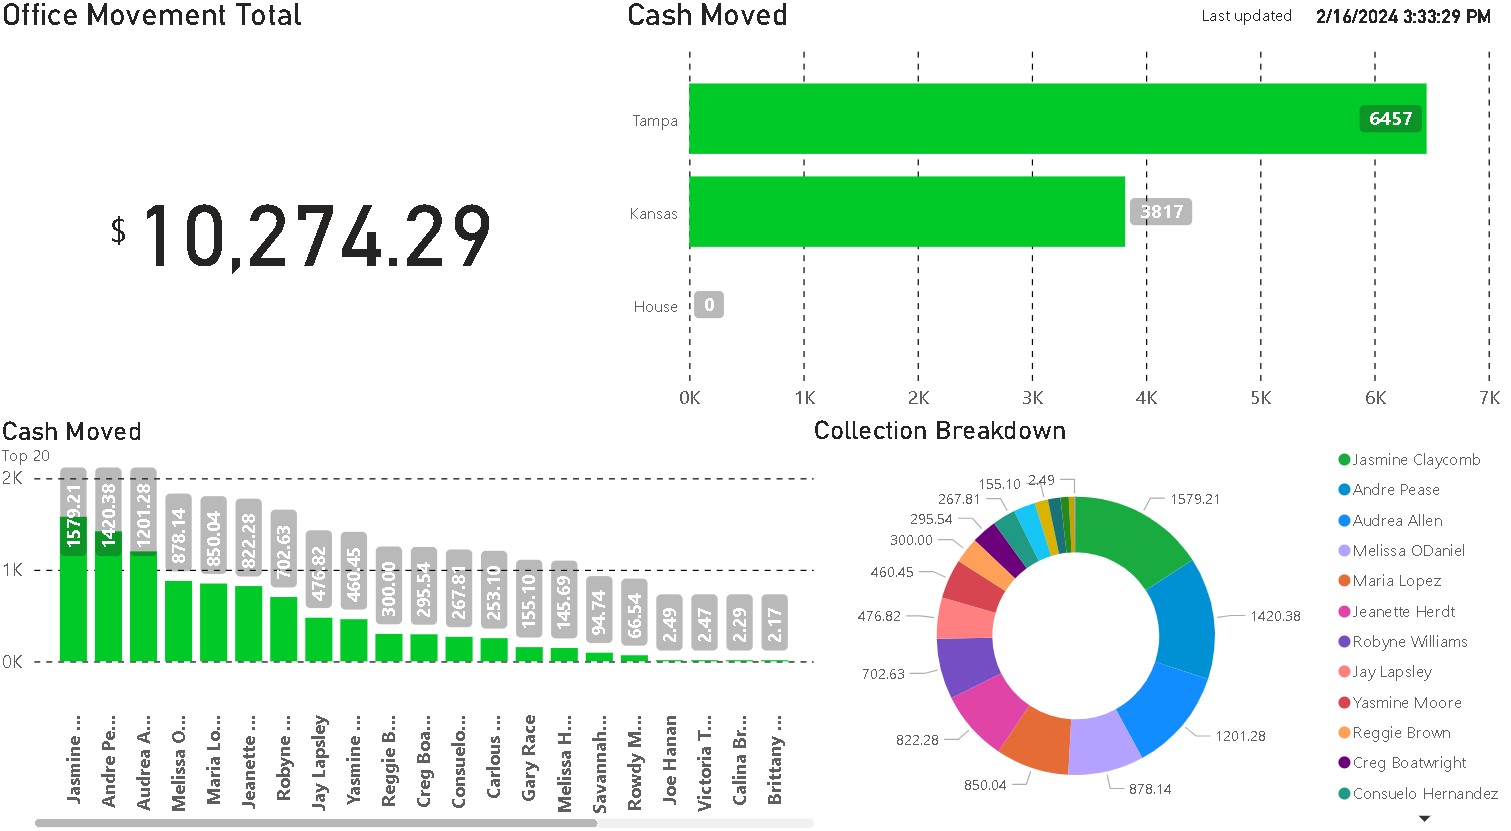 Office Movement Total
$ 10,274.29
Cash Moved
Last updated 2/16/2024 3:33:29 PM
Tampa 6457
Kansas 3817
House 0
0K 1K 2K 3K 4K 5K 6K 7K
Cash Moved
Top 20
2K
1K
0K
1579.21 1420.38 1201.28 878.14 850.04 822.28 702.63 476.82 460.45 300.00 295.54 267.81 253.10 155.10 145.69 94.74 66.54 2.49 2.47 2.29 2.17
Jasmine ...
Andre Pe...
Audrea A...
Melissa O...
Maria Lo...
Jeanette ...
Robyne ...
Jay Lapsley
Yasmine ...
Reggie B...
Creg Boa...
Consuelo...
Carlous ...
Gary Race
Melissa H...
Savannah...
Rowdy M...
Joe Hanan
Victoria T...
Calina Br...
Brittany ...
Collection Breakdown
1579.21
1420.38
1201.28
878.14
850.04
822.28
702.63
476.82
460.45
300.00
295.54
267.81
155.10
2.49
Jasmine Claycomb
Andre Pease
Audrea Allen
Melissa ODaniel
Maria Lopez
Jeanette Herdt
Robyne Williams
Jay Lapsley
Yasmine Moore
Reggie Brown
Creg Boatwright
Consuelo Hernandez